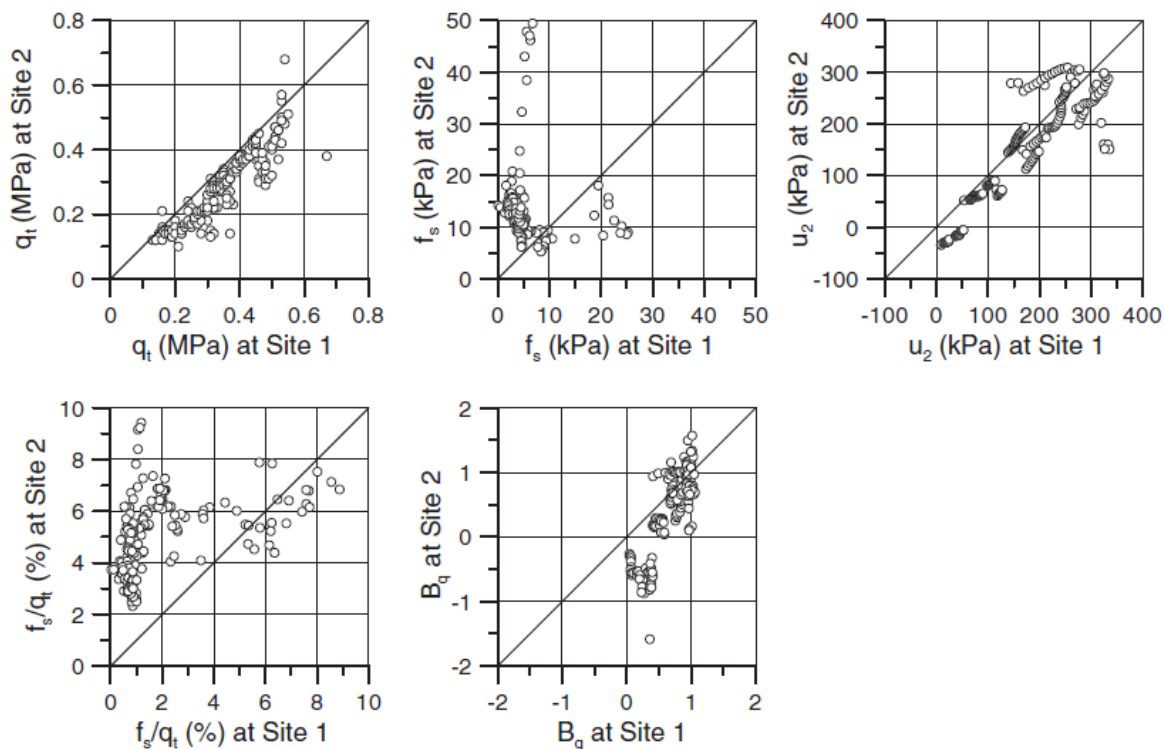 0.8
0.6
0.4
0.2
0
q_t (MPa) at Site 2
0 0.2 0.4 0.6 0.8
q_t (MPa) at Site 1
50
40
30
20
10
0
f_s (kPa) at Site 2
0 10 20 30 40 50
f_s (kPa) at Site 1
400
300
200
100
0
-100
u_2 (kPa) at Site 2
-100 0 100 200 300 400
u_2 (kPa) at Site 1
10
8
6
4
2
0
f_s/q_t (%) at Site 2
0 2 4 6 8 10
f_s/q_t (%) at Site 1
2
1
0
-1
-2
B_q at Site 2
-2 -1 0 1 2
B_q at Site 1